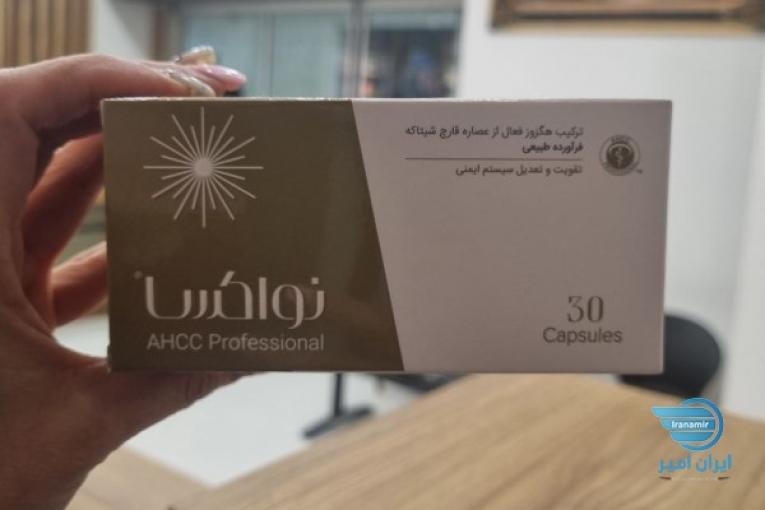 ترکیب هگزوز فعال از عصاره قارچ شیتاکه
فرآورده طبیعی
تقویت و تعدیل سیستم ایمنی
نواکسا
AHCC Professional
30
Capsules
Iranamir
ایران امیر